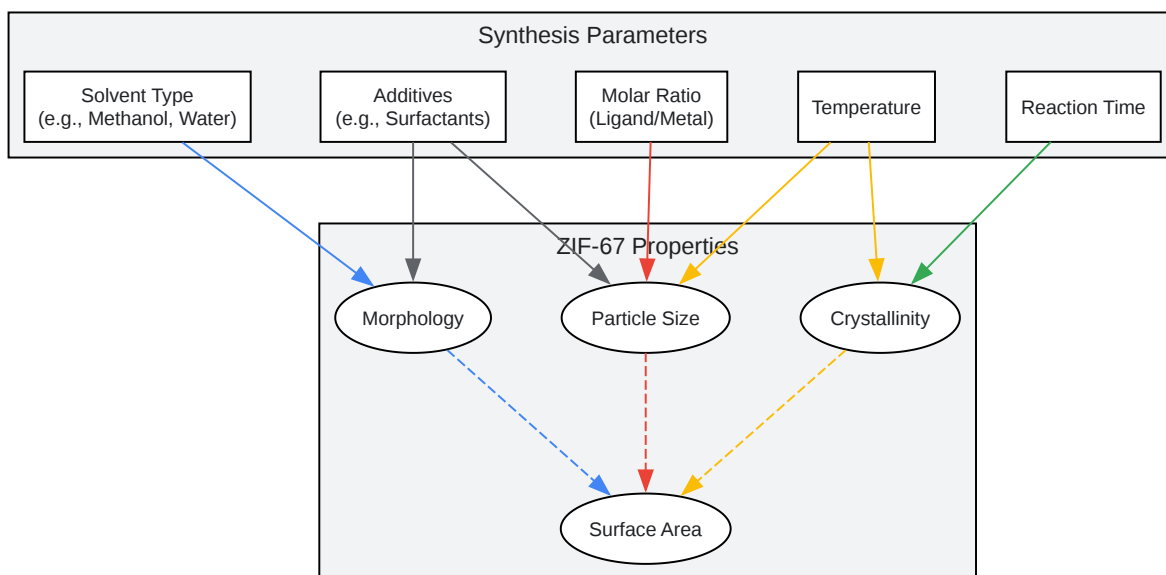 Synthesis Parameters
Solvent Type
(e.g., Methanol, Water)
Additives
(e.g., Surfactants)
Molar Ratio
(Ligand/Metal)
Temperature
Reaction Time
ZIF-67 Properties
Morphology
Particle Size
Crystallinity
Surface Area